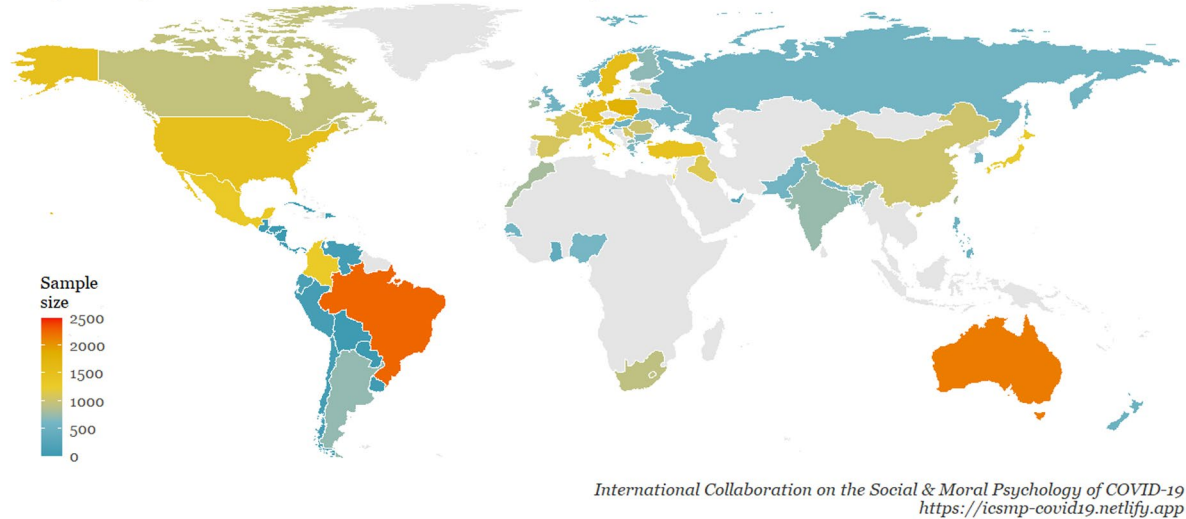 Sample
size
2500
2000
1500
1000
500
0
International Collaboration on the Social & Moral Psychology of COVID-19
https://icsmp-covid19.netlify.app